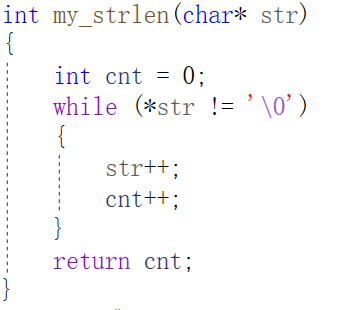 int my_strlen(char* str)
{
    int cnt = 0;
    while (*str != '\0')
    {
        str++;
        cnt++;
    }
    return cnt;
}